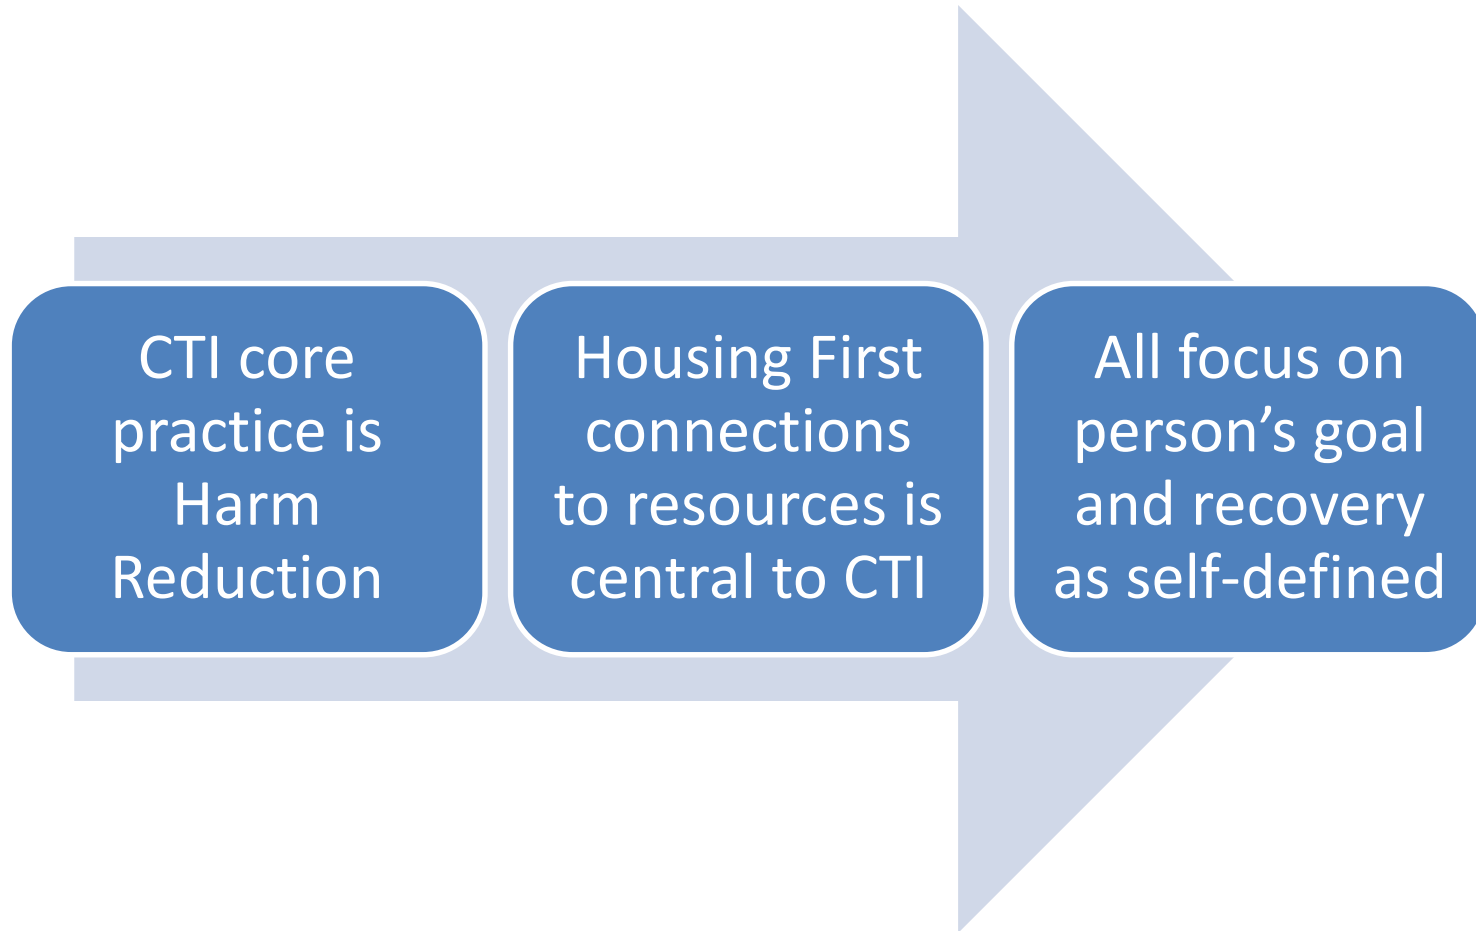 CTI core
practice is
Harm
Reduction
Housing First
connections
to resources is
central to CTI
All focus on
person’s goal
and recovery
as self-defined